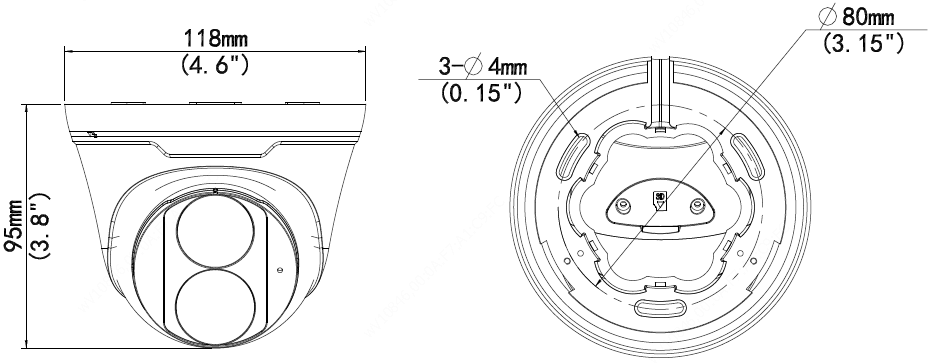 118mm
(4.6")
95mm
(3.8")
3-∅ 4mm
(0.15")
∅ 80mm
(3.15")